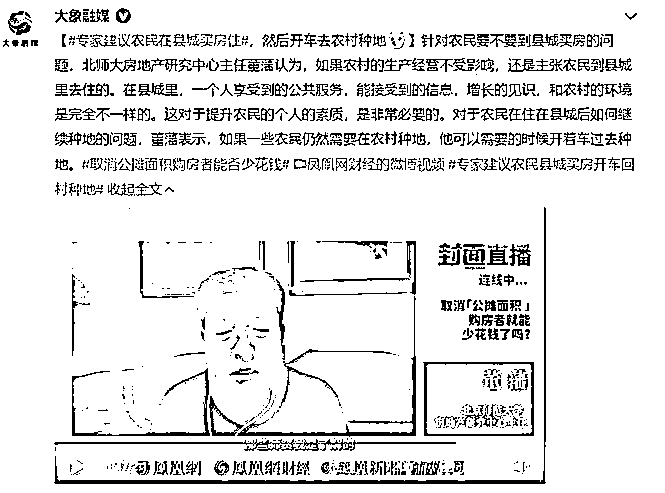 大象融媒
大象融媒
【#专家建议农民在县城买房住#，然后开车去农村种地】针对农民要不要到县城买房的问
题，北师大房地产研究中心主任董藩认为，如果农村的生产经营不受影响，还是主张农民到县城
里去住的。在县城里，一个人享受到的公共服务，能接受到的信息，增长的见识，和农村的环境
是完全不一样的。这对于提升农民的个人的素质，是非常必要的。对于农民在住在县城后如何继
续种地的问题，董藩表示，如果一些农民仍然需要在农村种地，他可以需要的时候开着车过去种
地。#取消公摊面积购房者能省少花钱# 凤凰网财经的微博视频 #专家建议农民县城买房开车回
村种地# 收起全文
封面直播
连线中...
取消「公摊面积」
购房者就能
少花钱了吗?
董藩
凤凰网 凤凰网财经